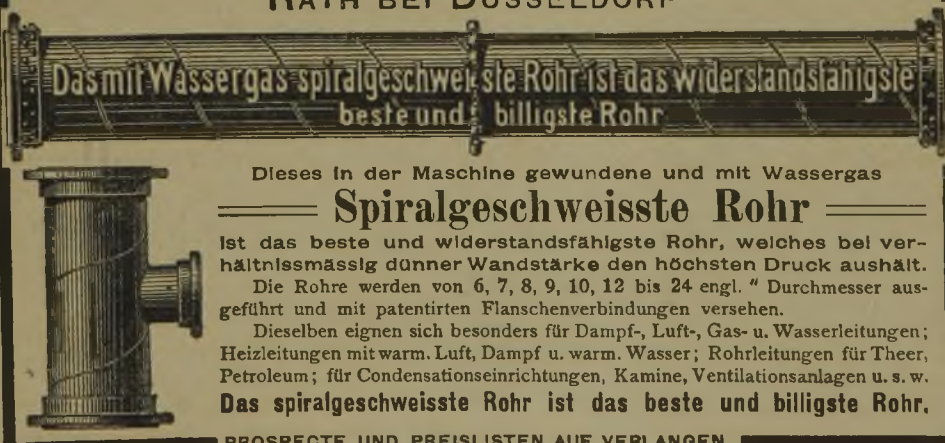 RATH BEI DÜSSELDORF
Das mit Wassergas spiralgeschweisste Rohr ist das widerstandsfähigste
beste und billigste Rohr
Dieses in der Maschine gewundene und mit Wassergas
Spiralgeschweisste Rohr
ist das beste und widerstandsfähigste Rohr, welches bei ver-
hältnissmässig dünner Wandstärke den höchsten Druck aushält.
Die Rohre werden von 6, 7, 8, 9, 10, 12 bis 24 engl. " Durchmesser aus-
geführt und mit patentirten Flanschenverbindungen versehen.
Dieselben eignen sich besonders für Dampf-, Luft-, Gas- u. Wasserleitungen;
Heizleitungen mit warm. Luft, Dampf u. warm. Wasser; Rohrleitungen für Theer,
Petroleum; für Condensationseinrichtungen, Kamine, Ventilationsanlagen u. s. w.
Das spiralgeschweisste Rohr ist das beste und billigste Rohr.
PROSPECTE UND PREISLISTEN AUF VERLANGEN